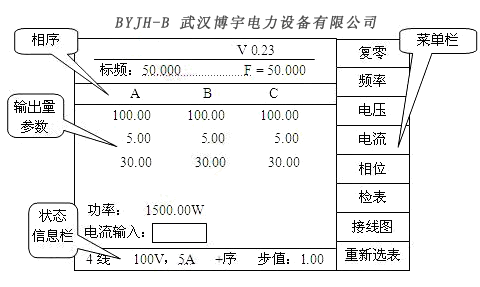 BYJH-B 武汉博宇电力设备有限公司
相序
菜单栏
V 0.23
标频：50.000 F = 50.000
A B C
输出量
参数
100.00 100.00 100.00
5.00 5.00 5.00
30.00 30.00 30.00
功率： 1500.00W
电流输入：
状态
信息栏
4 线 100V，5A +序 步值：1.00
复零
频率
电压
电流
相位
检表
接线图
重新选表